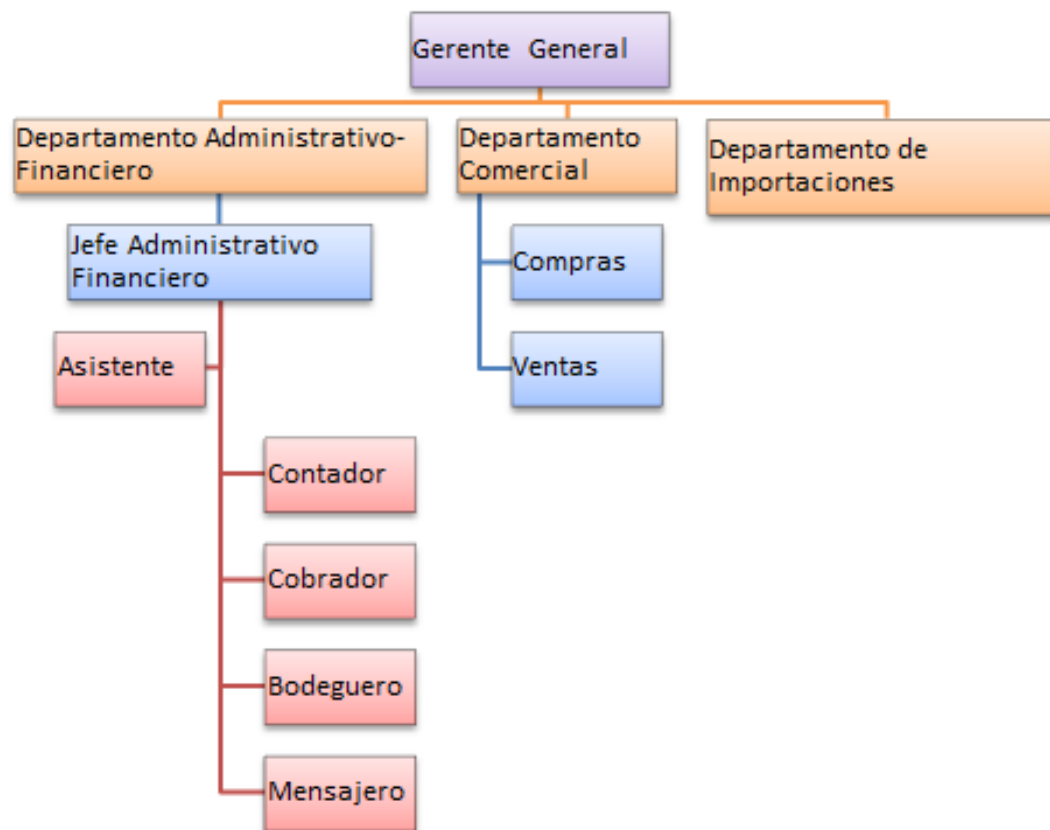 Gerente General
Departamento Administrativo-
Financiero
Departamento
Comercial
Departamento de
Importaciones
Jefe Administrativo
Financiero
Compras
Asistente
Ventas
Contador
Cobrador
Bodeguero
Mensajero